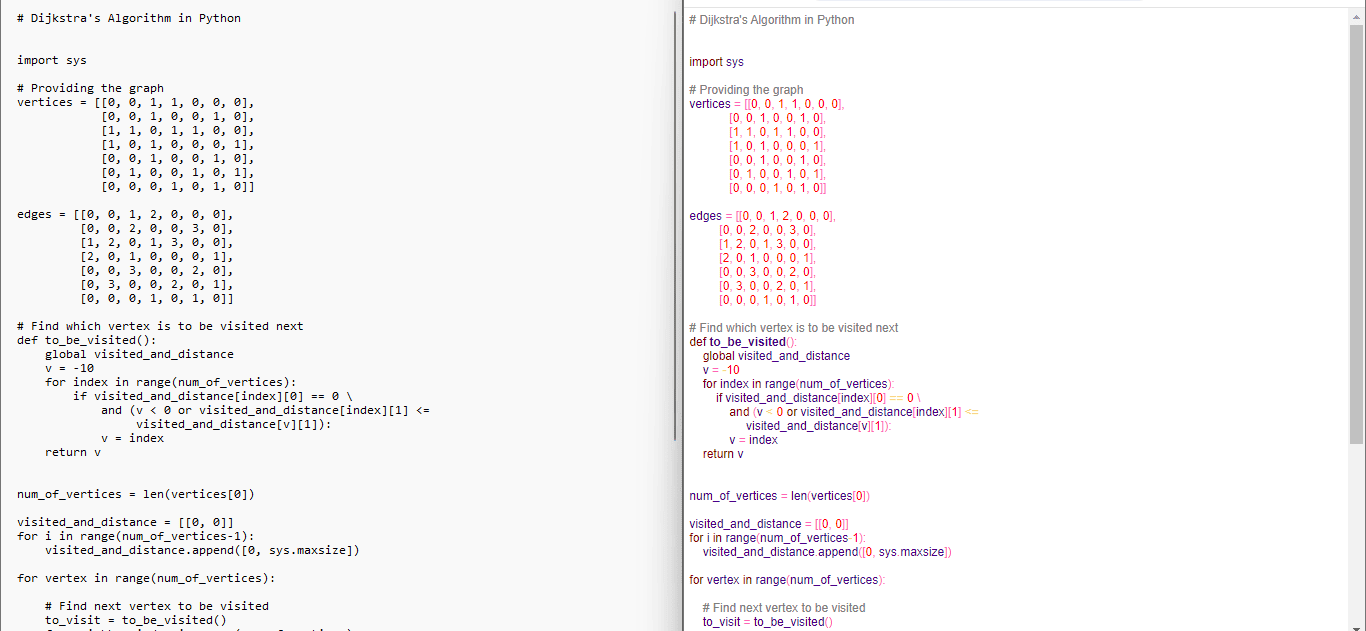 # Dijkstra's Algorithm in Python
import sys
# Providing the graph
vertices = [[0, 0, 1, 1, 0, 0, 0],
            [0, 0, 1, 0, 0, 1, 0],
            [1, 1, 0, 1, 1, 0, 0],
            [1, 0, 1, 0, 0, 0, 1],
            [0, 0, 1, 0, 0, 1, 0],
            [0, 1, 0, 0, 1, 0, 1],
            [0, 0, 0, 1, 0, 1, 0]]
edges = [[0, 0, 1, 2, 0, 0, 0],
         [0, 0, 2, 0, 0, 3, 0],
         [1, 2, 0, 1, 3, 0, 0],
         [2, 0, 1, 0, 0, 0, 1],
         [0, 0, 3, 0, 0, 2, 0],
         [0, 3, 0, 0, 2, 0, 1],
         [0, 0, 0, 1, 0, 1, 0]]
# Find which vertex is to be visited next
def to_be_visited():
    global visited_and_distance
    v = -10
    for index in range(num_of_vertices):
        if visited_and_distance[index][0] == 0 \
            and (v < 0 or visited_and_distance[index][1] <=
                 visited_and_distance[v][1]):
            v = index
    return v
num_of_vertices = len(vertices[0])
visited_and_distance = [[0, 0]]
for i in range(num_of_vertices-1):
    visited_and_distance.append([0, sys.maxsize])
for vertex in range(num_of_vertices):
    # Find next vertex to be visited
    to_visit = to_be_visited()
# Dijkstra's Algorithm in Python
import sys
# Providing the graph
vertices = [[0, 0, 1, 1, 0, 0, 0],
            [0, 0, 1, 0, 0, 1, 0],
            [1, 1, 0, 1, 1, 0, 0],
            [1, 0, 1, 0, 0, 0, 1],
            [0, 0, 1, 0, 0, 1, 0],
            [0, 1, 0, 0, 1, 0, 1],
            [0, 0, 0, 1, 0, 1, 0]]
edges = [[0, 0, 1, 2, 0, 0, 0],
         [0, 0, 2, 0, 0, 3, 0],
         [1, 2, 0, 1, 3, 0, 0],
         [2, 0, 1, 0, 0, 0, 1],
         [0, 0, 3, 0, 0, 2, 0],
         [0, 3, 0, 0, 2, 0, 1],
         [0, 0, 0, 1, 0, 1, 0]]
# Find which vertex is to be visited next
def to_be_visited():
    global visited_and_distance
    v = -10
    for index in range(num_of_vertices):
        if visited_and_distance[index][0] == 0 \
            and (v < 0 or visited_and_distance[index][1] <=
                 visited_and_distance[v][1]):
            v = index
    return v
num_of_vertices = len(vertices[0])
visited_and_distance = [[0, 0]]
for i in range(num_of_vertices-1):
    visited_and_distance.append([0, sys.maxsize])
for vertex in range(num_of_vertices):
    # Find next vertex to be visited
    to_visit = to_be_visited()